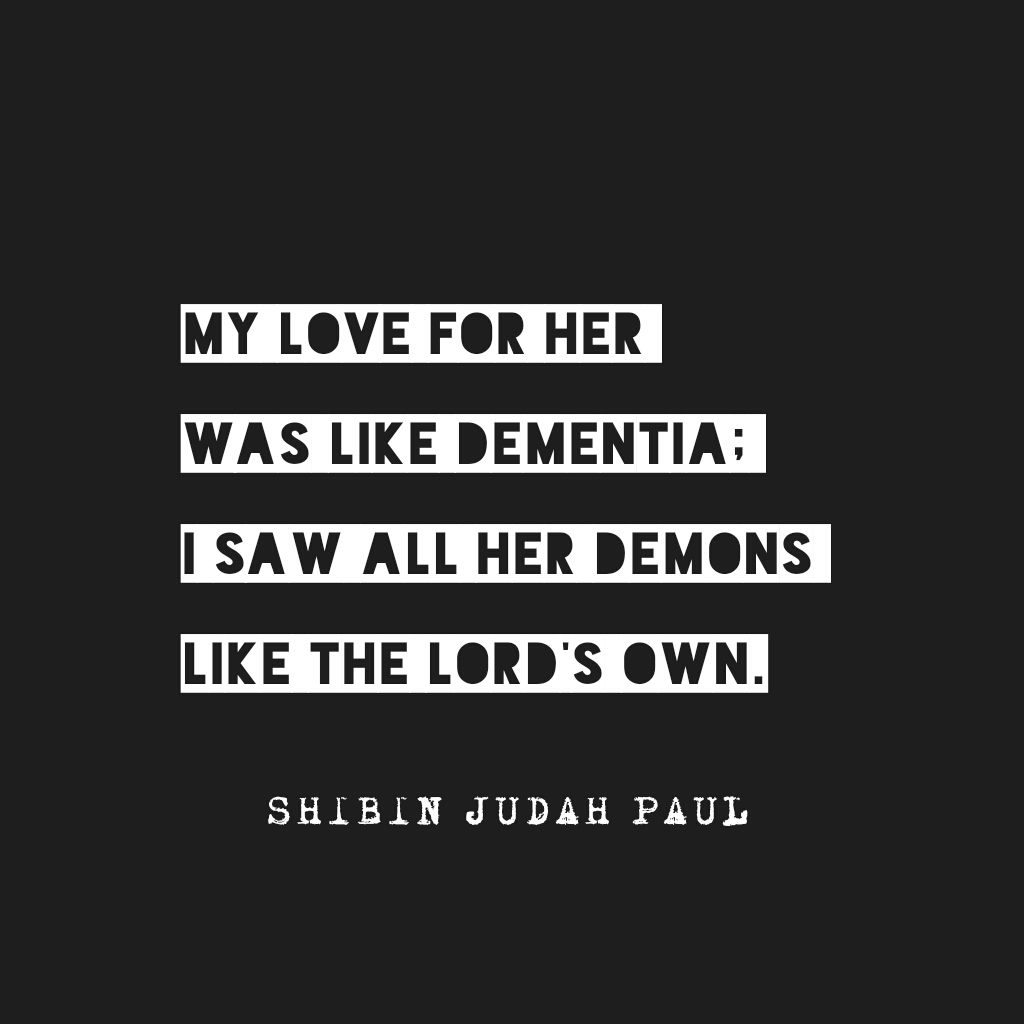 MY LOVE FOR HER
WAS LIKE DEMENTIA;
I SAW ALL HER DEMONS
LIKE THE LORD'S OWN.
SHIBIN JUDAH PAUL